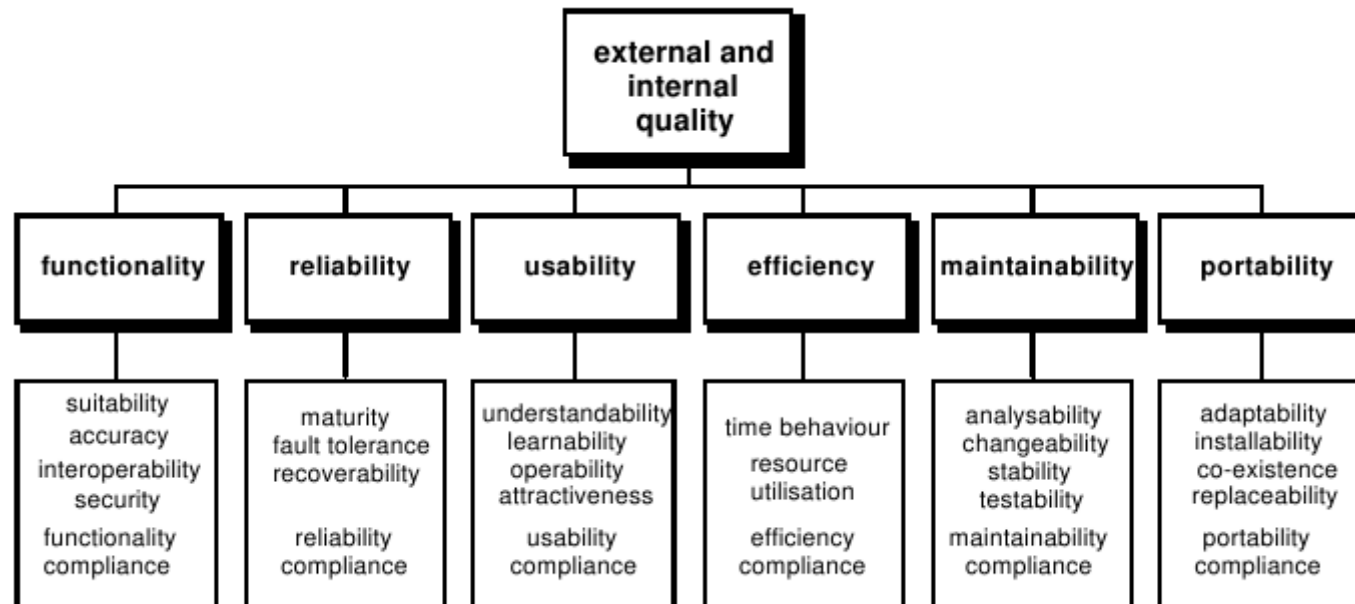 external and
internal
quality
functionality
reliability
usability
efficiency
maintainability
portability
suitability
accuracy
interoperability
security
functionality
compliance
maturity
fault tolerance
recoverability
reliability
compliance
understandability
learnability
operability
attractiveness
usability
compliance
time behaviour
resource
utilisation
efficiency
compliance
analysability
changeability
stability
testability
maintainability
compliance
adaptability
installability
co-existence
replaceability
portability
compliance